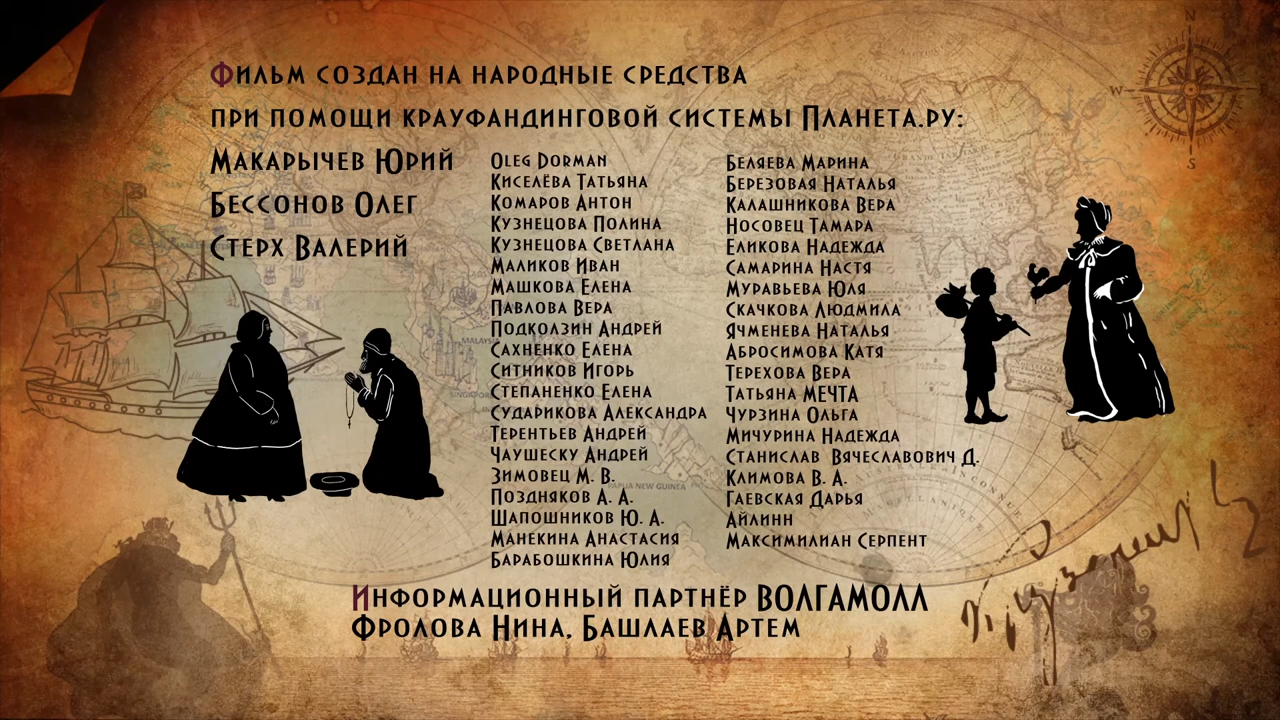 Фильм создан на народные средства
при помощи крауфандинговой системы Планета.ру:
Макарычев Юрий
Бессонов Олег
Стерх Валерий
Oleg Dorman
Киселёва Татьяна
Комаров Антон
Кузнецова Полина
Кузнецова Светлана
Маликов Иван
Машкова Елена
Павлова Вера
Подколзин Андрей
Сахненко Елена
Ситников Игорь
Степаненко Елена
Сударикова Александра
Терентьев Андрей
Чаушеску Андрей
Зимовец М. В.
Поздняков А. А.
Шапошников Ю. А.
Манекина Анастасия
Барабошкина Юлия
Беляева Марина
Березовая Наталья
Калашникова Вера
Носовец Тамара
Еликова Надежда
Самарина Настя
Муравьева Юля
Скачкова Людмила
Ячменева Наталья
Абросимова Катя
Терехова Вера
Татьяна МЕЧТА
Чурзина Ольга
Мичурина Надежда
Станислав Вячеславович Д.
Климова В. А.
Гаевская Дарья
Айлинн
Максимилиан Серпент
Информационный партнёр ВОЛГАМОЛЛ
Фролова Нина, Башлаев Артем
N
W
S
PAPUA NEW GUINEA